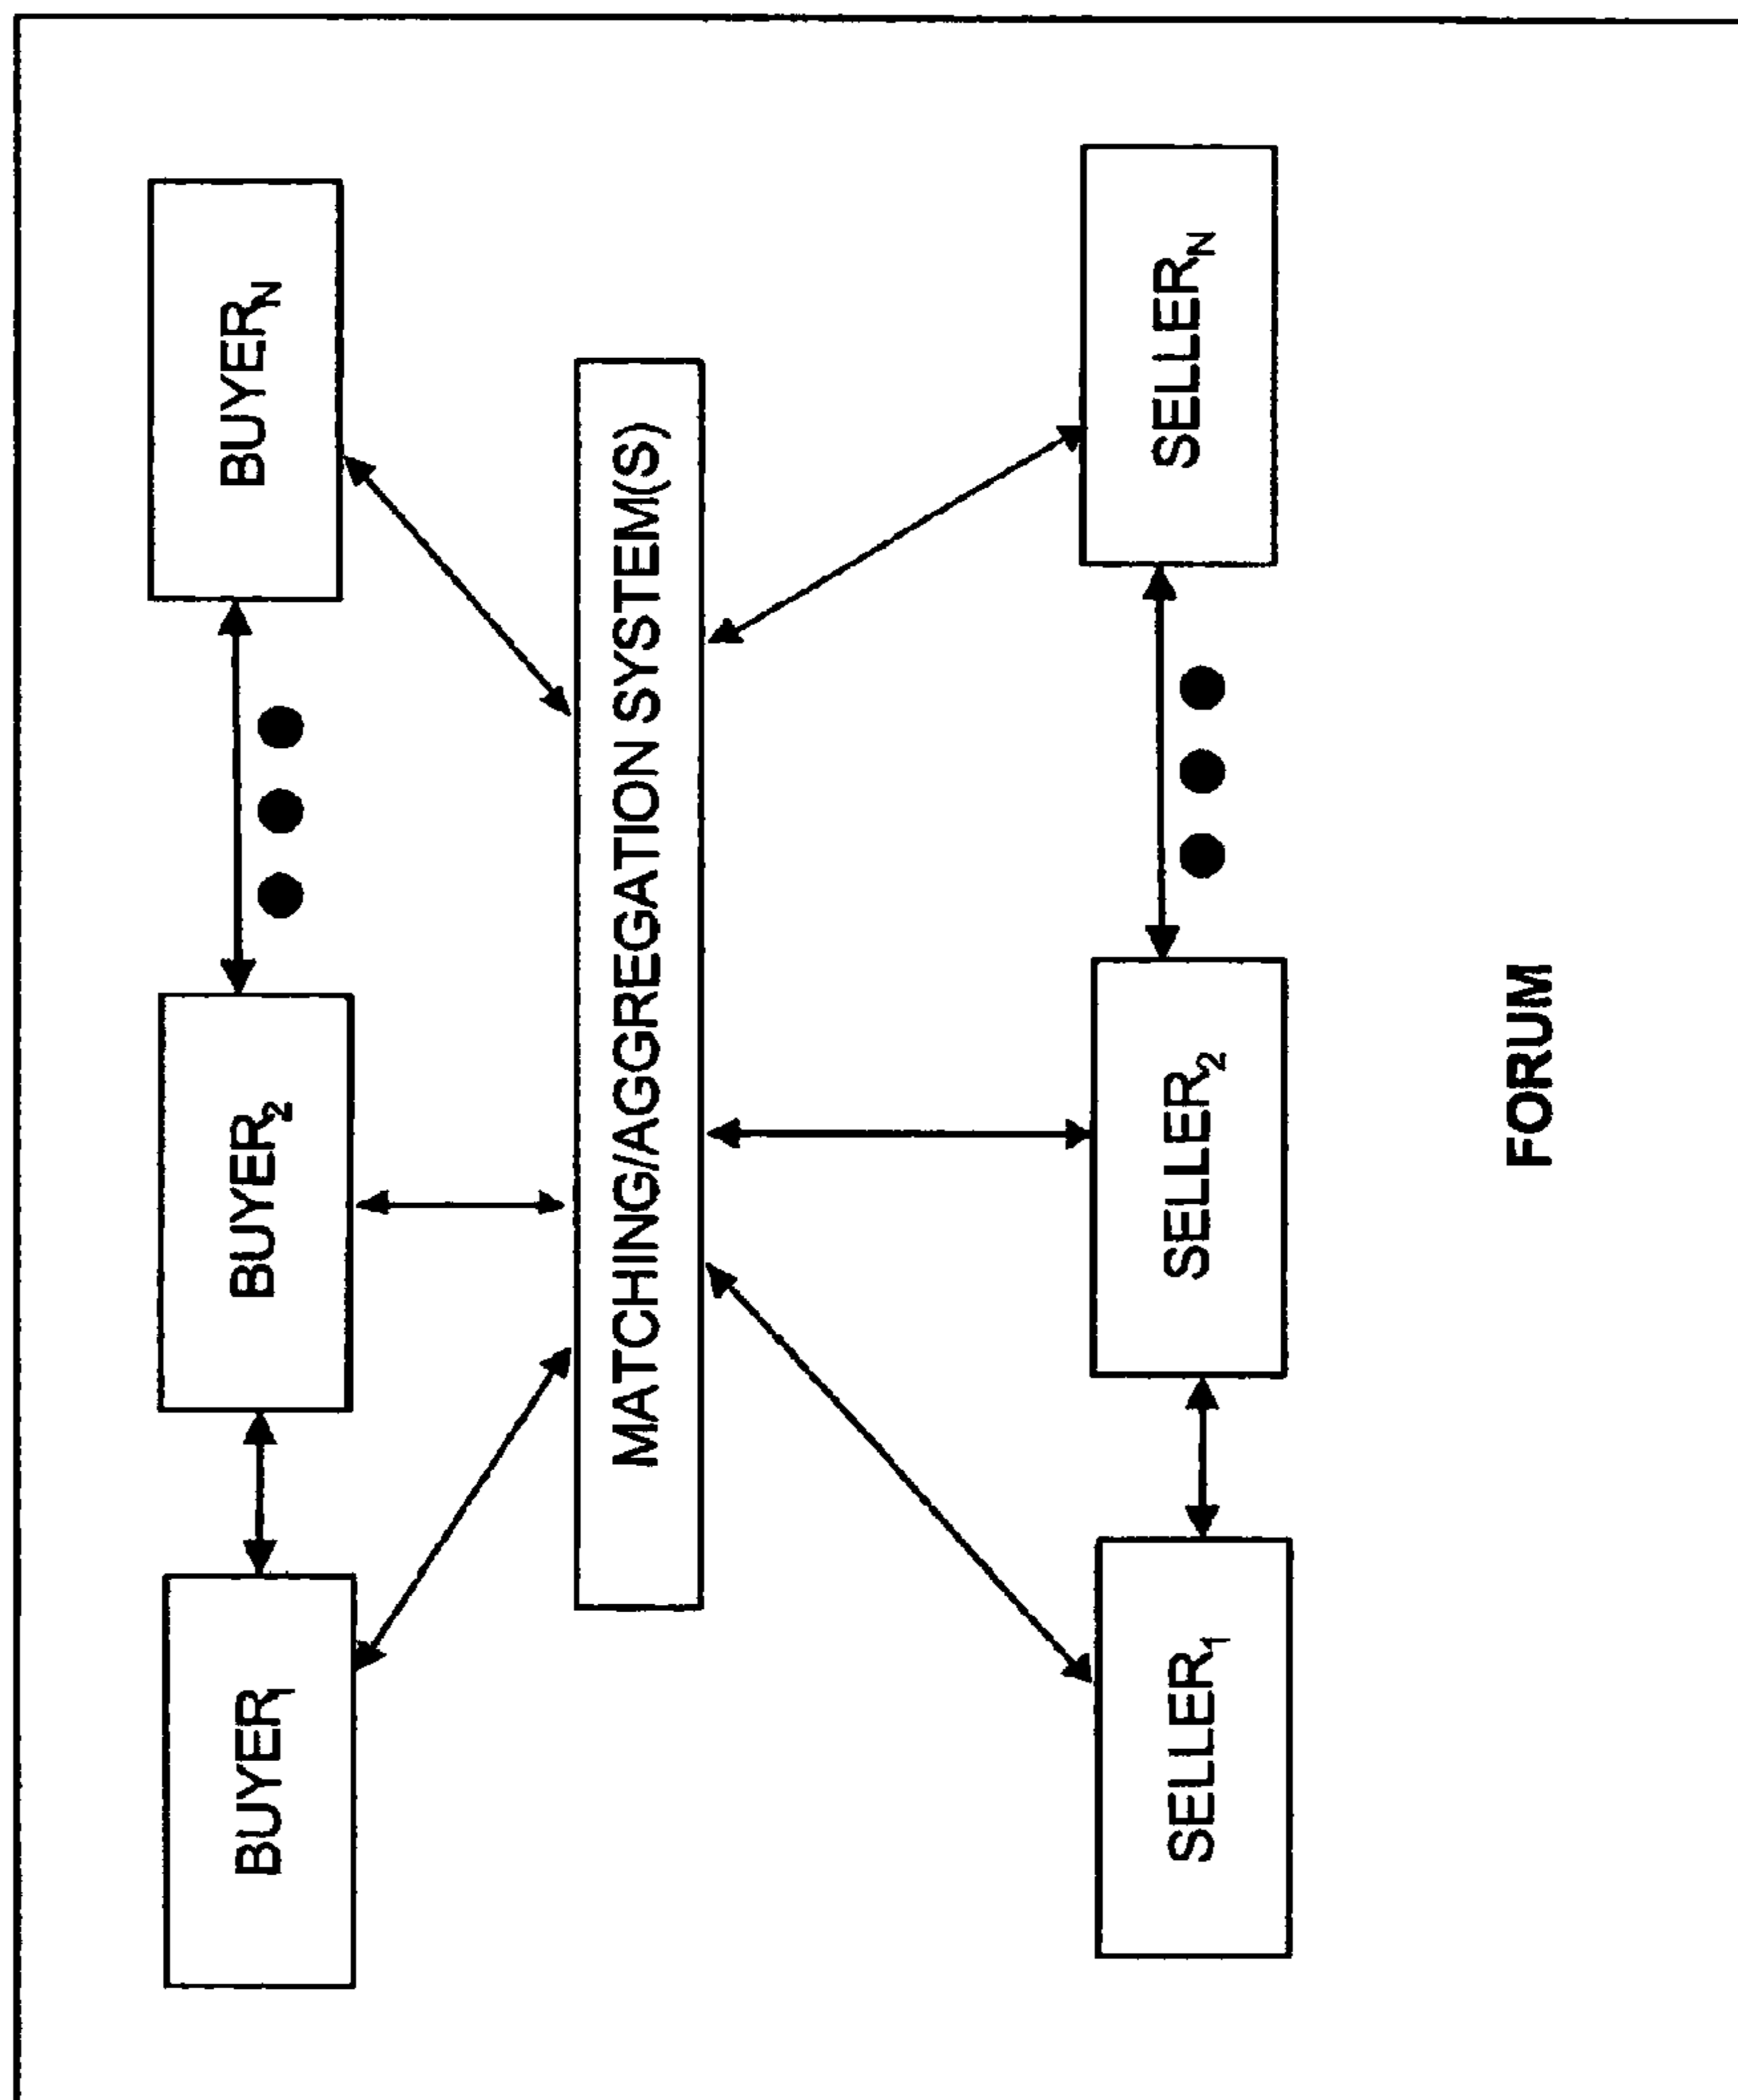 BUYER₁
BUYER₂
BUYERₙ
MATCHING/AGGREGATION SYSTEM(S)
SELLER₁
SELLER₂
SELLERₙ
FORUM